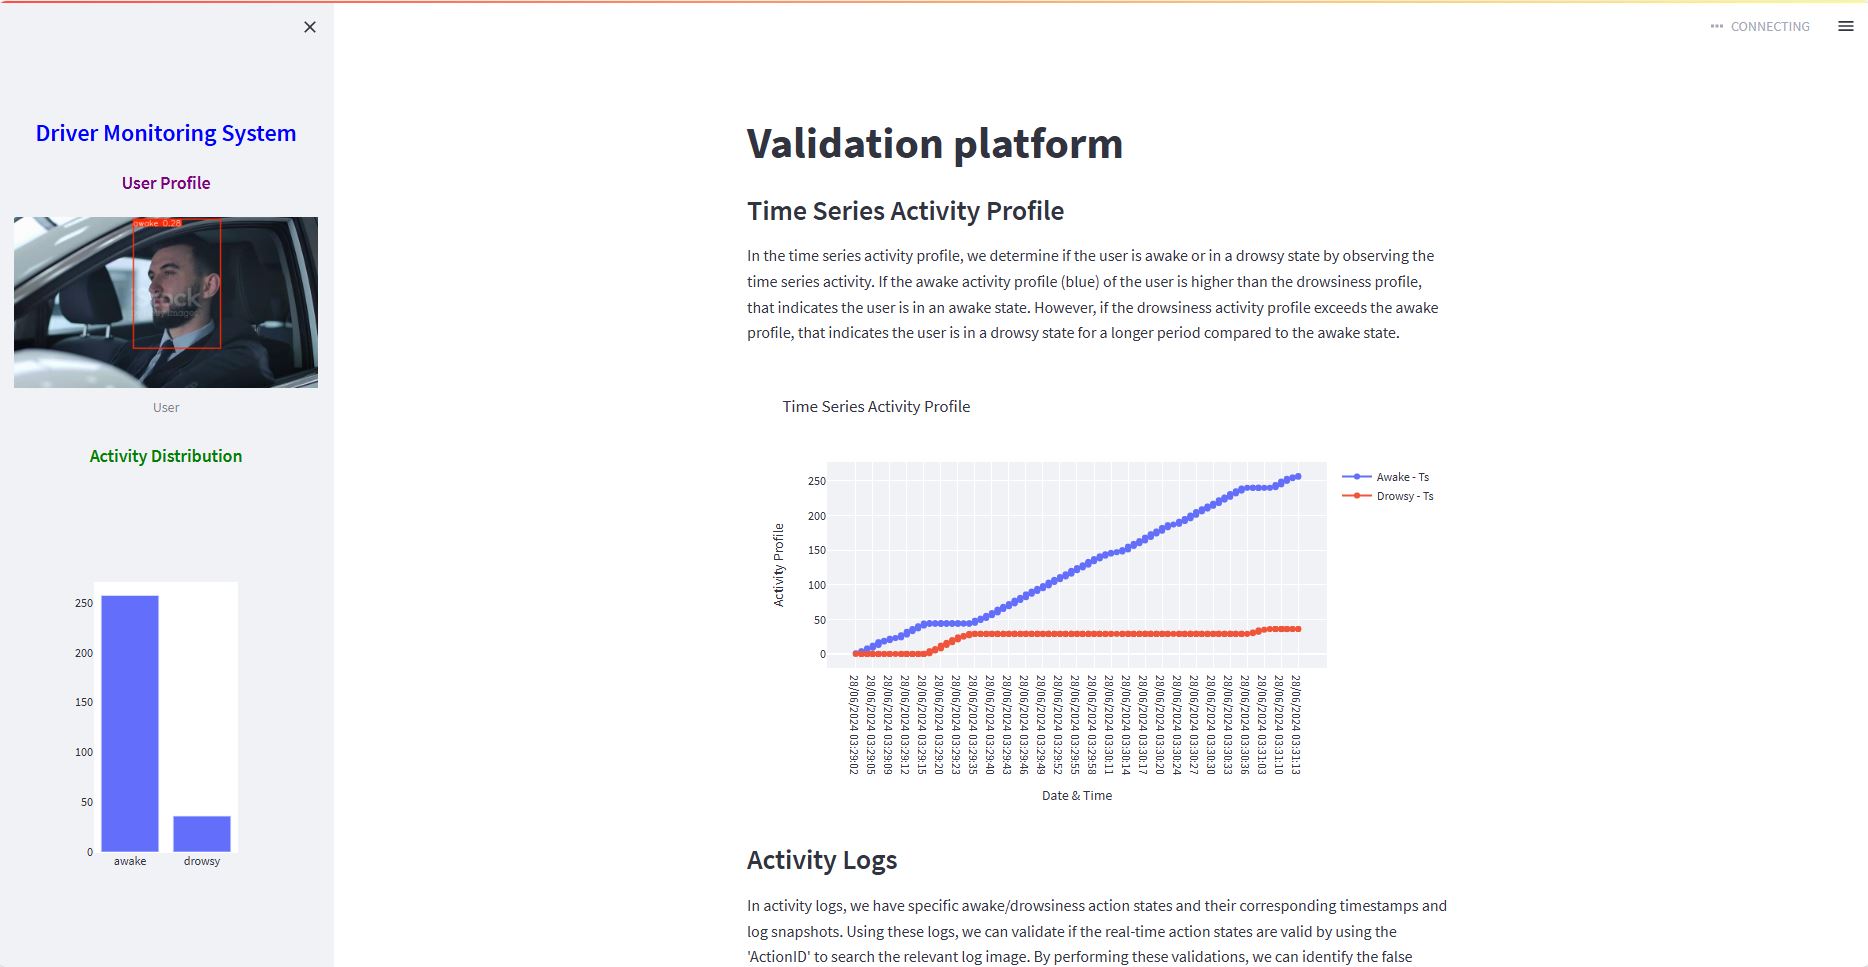 CONNECTING
Driver Monitoring System
User Profile
awake 0.28
iStock
User
Activity Distribution
250
200
150
100
50
0
awake
drowsy
Validation platform
Time Series Activity Profile
In the time series activity profile, we determine if the user is awake or in a drowsy state by observing the
time series activity. If the awake activity profile (blue) of the user is higher than the drowsiness profile,
that indicates the user is in an awake state. However, if the drowsiness activity profile exceeds the awake
profile, that indicates the user is in a drowsy state for a longer period compared to the awake state.
Time Series Activity Profile
Awake - Ts
Drowsy - Ts
Activity Profile
250
200
150
100
50
0
28/06/2024 03:29:02
28/06/2024 03:29:05
28/06/2024 03:29:09
28/06/2024 03:29:12
28/06/2024 03:29:15
28/06/2024 03:29:20
28/06/2024 03:29:23
28/06/2024 03:29:35
28/06/2024 03:29:40
28/06/2024 03:29:43
28/06/2024 03:29:46
28/06/2024 03:29:49
28/06/2024 03:29:52
28/06/2024 03:29:55
28/06/2024 03:29:58
28/06/2024 03:30:11
28/06/2024 03:30:14
28/06/2024 03:30:17
28/06/2024 03:30:20
28/06/2024 03:30:24
28/06/2024 03:30:27
28/06/2024 03:30:30
28/06/2024 03:30:33
28/06/2024 03:30:36
28/06/2024 03:31:03
28/06/2024 03:31:10
28/06/2024 03:31:13
Date & Time
Activity Logs
In activity logs, we have specific awake/drowsiness action states and their corresponding timestamps and
log snapshots. Using these logs, we can validate if the real-time action states are valid by using the
'ActionID' to search the relevant log image. By performing these validations, we can identify the false